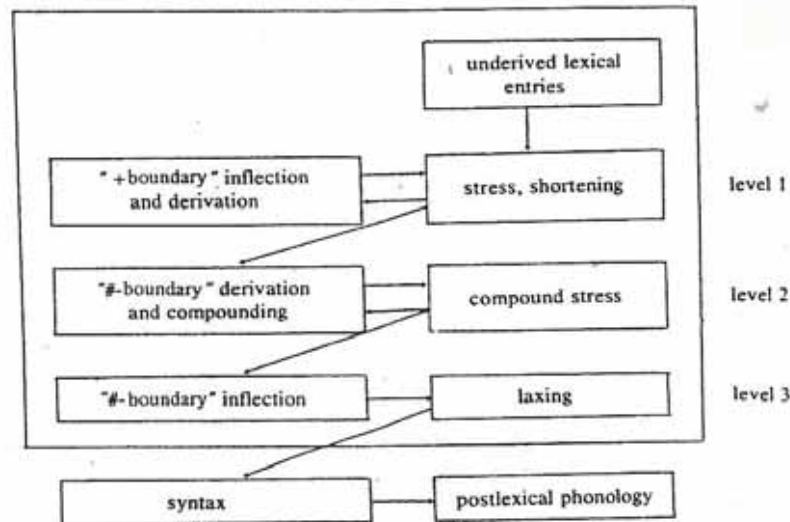 underived lexical
entries
"+boundary" inflection
and derivation
stress, shortening
level 1
"#-boundary" derivation
and compounding
compound stress
level 2
"#-boundary" inflection
laxing
level 3
syntax
postlexical phonology